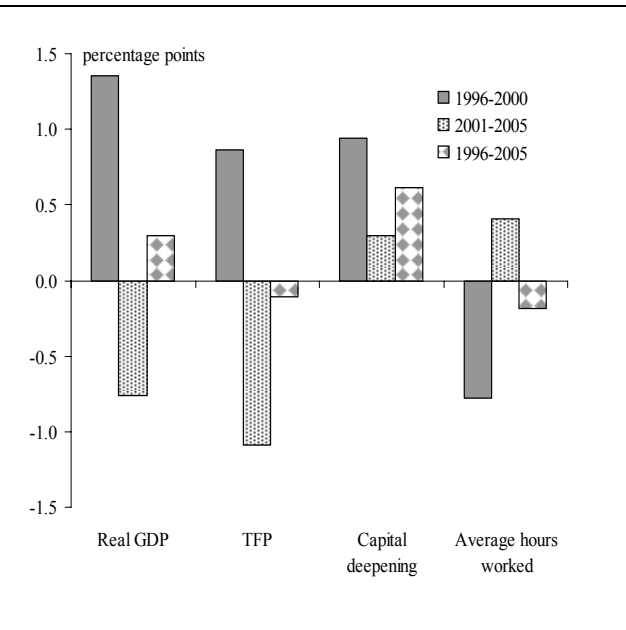 percentage points
1.5
1.0
0.5
0.0
-0.5
-1.0
-1.5
1996-2000
2001-2005
1996-2005
Real GDP
TFP
Capital
deepening
Average hours
worked